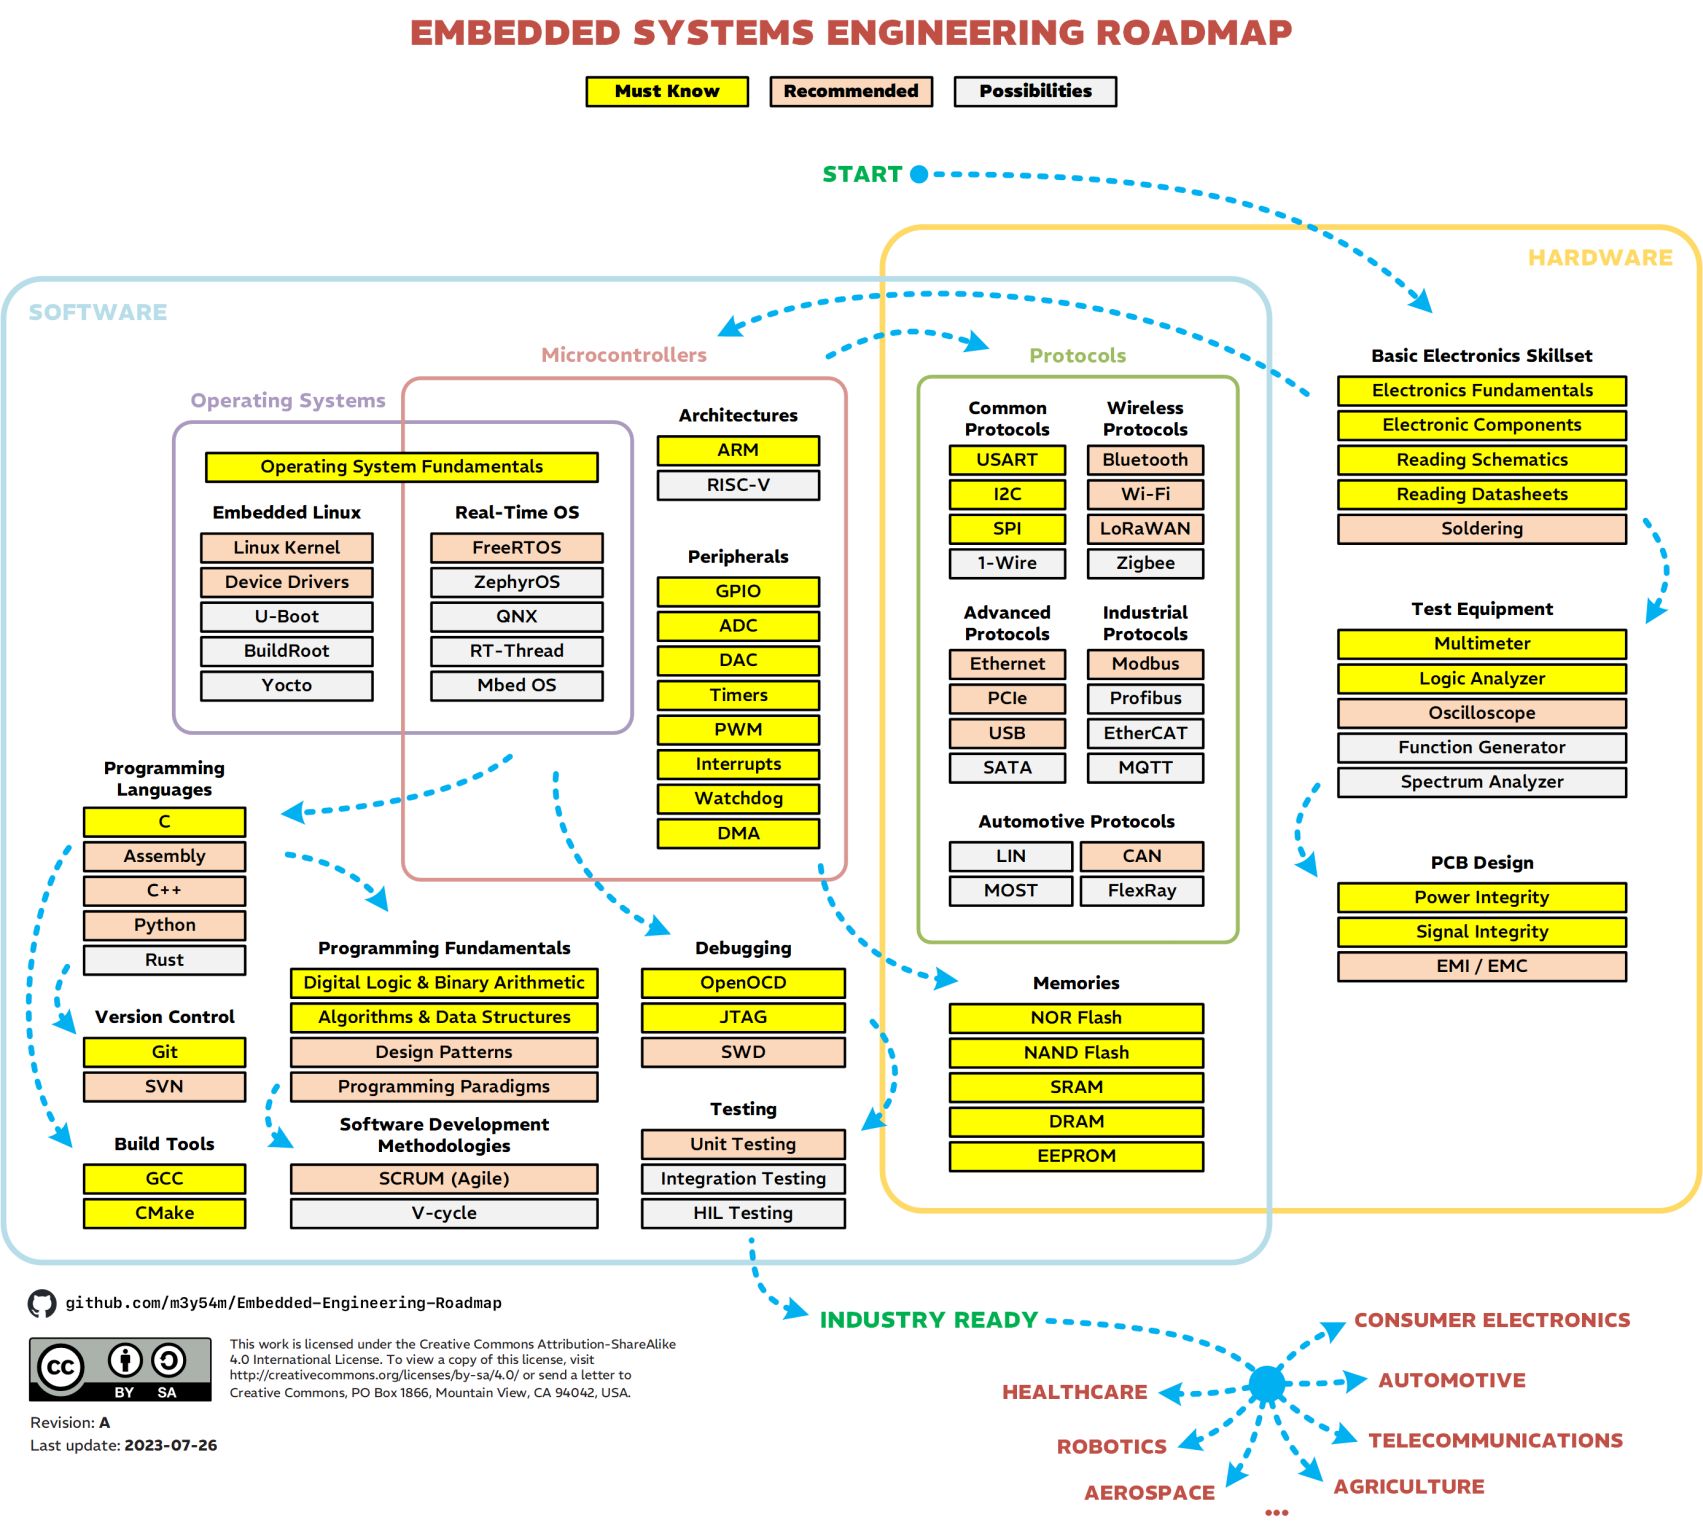 EMBEDDED SYSTEMS ENGINEERING ROADMAP
Must Know
Recommended
Possibilities
START
HARDWARE
SOFTWARE
Microcontrollers
Operating Systems
Operating System Fundamentals
Embedded Linux
Linux Kernel
Device Drivers
U-Boot
BuildRoot
Yocto
Real-Time OS
FreeRTOS
ZephyrOS
QNX
RT-Thread
Mbed OS
Architectures
ARM
RISC-V
Peripherals
GPIO
ADC
DAC
Timers
PWM
Interrupts
Watchdog
DMA
Protocols
Common
Protocols
USART
I2C
SPI
1-Wire
Wireless
Protocols
Bluetooth
Wi-Fi
LoRaWAN
Zigbee
Advanced
Protocols
Ethernet
PCIe
USB
SATA
Industrial
Protocols
Modbus
Profibus
EtherCAT
MQTT
Automotive Protocols
LIN
CAN
MOST
FlexRay
Basic Electronics Skillset
Electronics Fundamentals
Electronic Components
Reading Schematics
Reading Datasheets
Soldering
Test Equipment
Multimeter
Logic Analyzer
Oscilloscope
Function Generator
Spectrum Analyzer
PCB Design
Power Integrity
Signal Integrity
EMI / EMC
Programming
Languages
C
Assembly
C++
Python
Rust
Version Control
Git
SVN
Build Tools
GCC
CMake
Programming Fundamentals
Digital Logic & Binary Arithmetic
Algorithms & Data Structures
Design Patterns
Programming Paradigms
Software Development
Methodologies
SCRUM (Agile)
V-cycle
Debugging
OpenOCD
JTAG
SWD
Testing
Unit Testing
Integration Testing
HIL Testing
Memories
NOR Flash
NAND Flash
SRAM
DRAM
EEPROM
github.com/m3y54m/Embedded-Engineering-Roadmap
cc
BY SA
This work is licensed under the Creative Commons Attribution-ShareAlike
4.0 International License. To view a copy of this license, visit
http://creativecommons.org/licenses/by-sa/4.0/ or send a letter to
Creative Commons, PO Box 1866, Mountain View, CA 94042, USA.
Revision: A
Last update: 2023-07-26
INDUSTRY READY
CONSUMER ELECTRONICS
AUTOMOTIVE
HEALTHCARE
TELECOMMUNICATIONS
ROBOTICS
AGRICULTURE
AEROSPACE
...